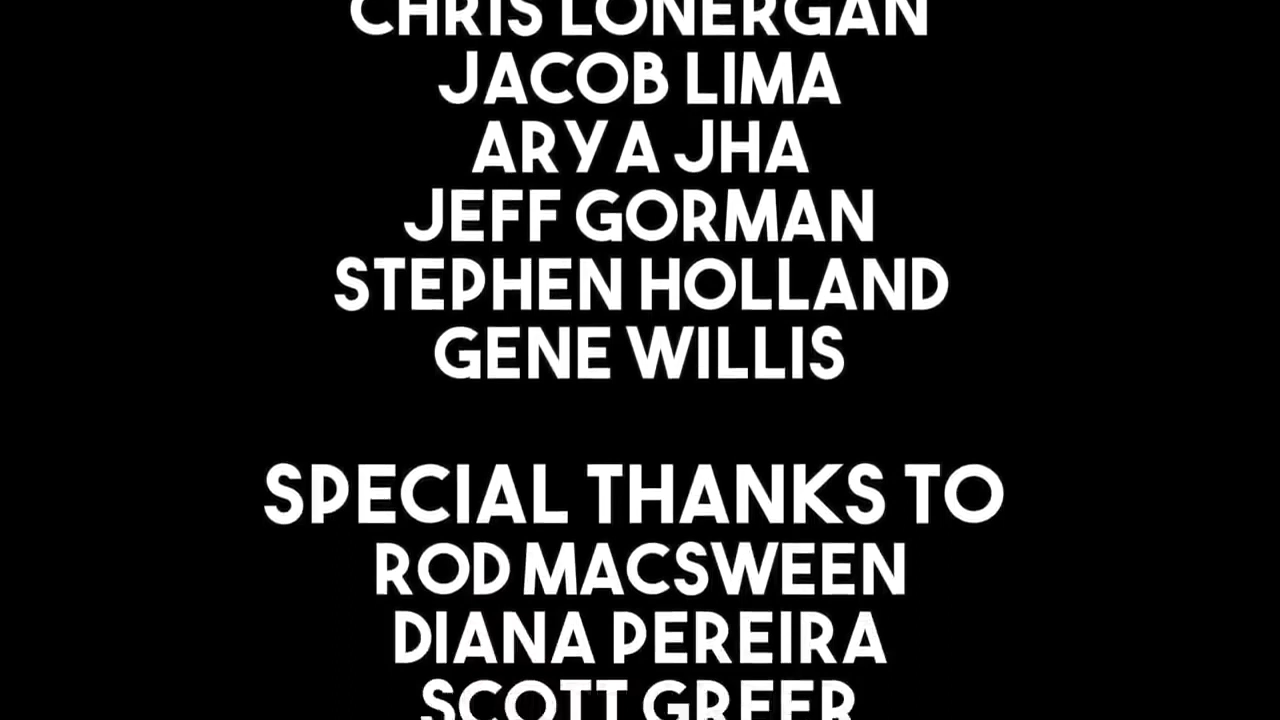 CHRIS LONERGAN
JACOB LIMA
ARYA JHA
JEFF GORMAN
STEPHEN HOLLAND
GENE WILLIS
SPECIAL THANKS TO
ROD MACSWEEN
DIANA PEREIRA
SCOTT GREER